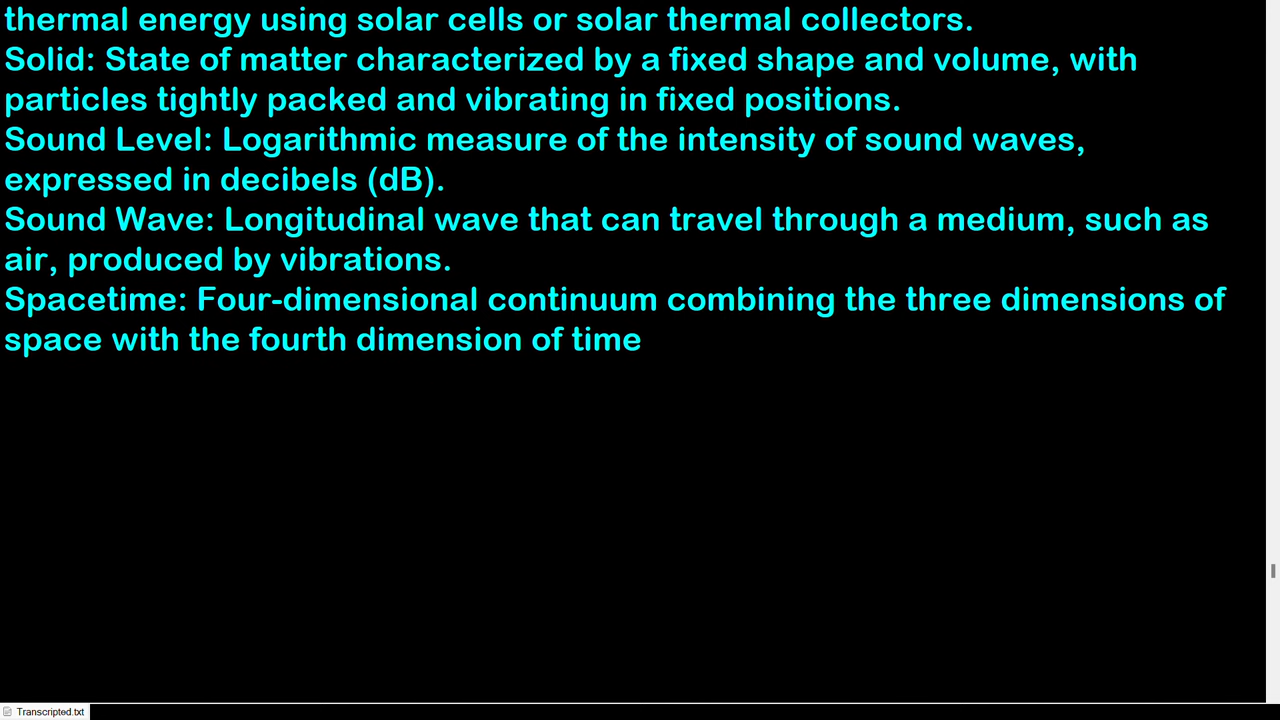 thermal energy using solar cells or solar thermal collectors.
Solid: State of matter characterized by a fixed shape and volume, with
particles tightly packed and vibrating in fixed positions.
Sound Level: Logarithmic measure of the intensity of sound waves,
expressed in decibels (dB).
Sound Wave: Longitudinal wave that can travel through a medium, such as
air, produced by vibrations.
Spacetime: Four-dimensional continuum combining the three dimensions of
space with the fourth dimension of time
Transcripted.txt